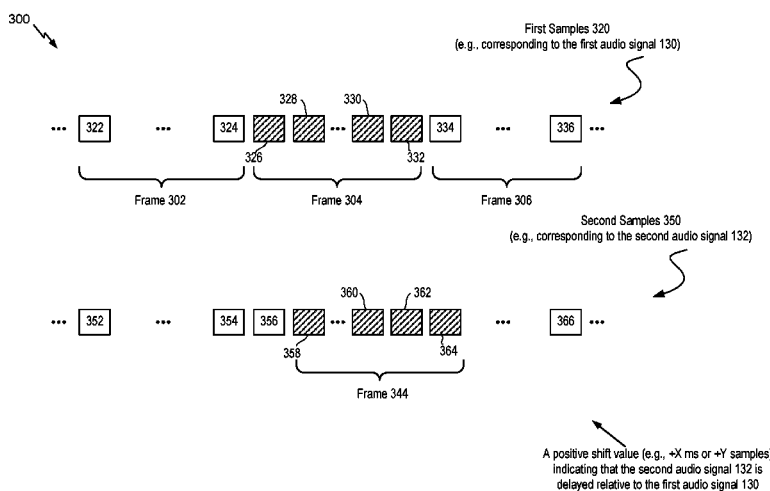 300
First Samples 320
(e.g., corresponding to the first audio signal 130)
328
330
••• 322 ••• 324 ••• 334 ••• 336 •••
326
332
Frame 302
Frame 304
Frame 306
Second Samples 350
(e.g., corresponding to the second audio signal 132)
360
362
••• 352 ••• 354 356 ••• ••• 366 •••
358
364
Frame 344
A positive shift value (e.g., +X ms or +Y samples)
indicating that the second audio signal 132 is
delayed relative to the first audio signal 130